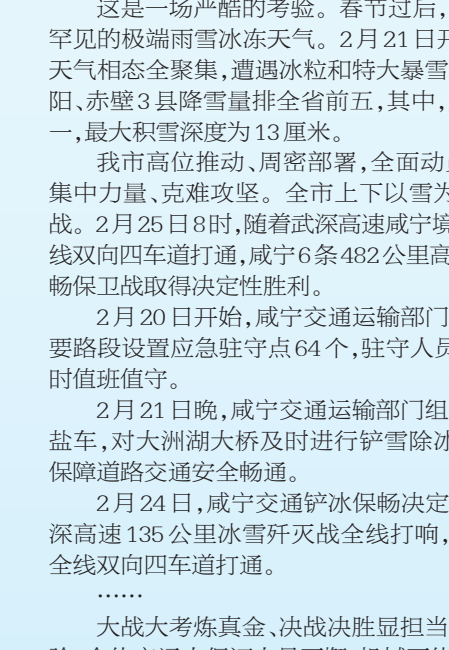 这是一场严酷的考验。春节过后,
罕见的极端雨雪冰冻天气。2月21日开
天气相态全聚集,遭遇冰粒和特大暴雪
阳、赤壁3县降雪量排全省前五,其中,
一,最大积雪深度为13厘米。
我市高位推动、周密部署,全面动员
集中力量、克难攻坚。全市上下以雪为
战。2月25日8时,随着武深高速咸宁境
线双向四车道打通,咸宁6条482公里高
畅保卫战取得决定性胜利。
2月20日开始,咸宁交通运输部门
要路段设置应急驻守点64个,驻守人员
时值班值守。
2月21日晚,咸宁交通运输部门组
盐车,对大洲湖大桥及时进行铲雪除冰
保障道路交通安全畅通。
2月24日,咸宁交通铲冰保畅决定
深高速135公里冰雪歼灭战全线打响,
全线双向四车道打通。
……
大战大考炼真金、决战决胜显担当